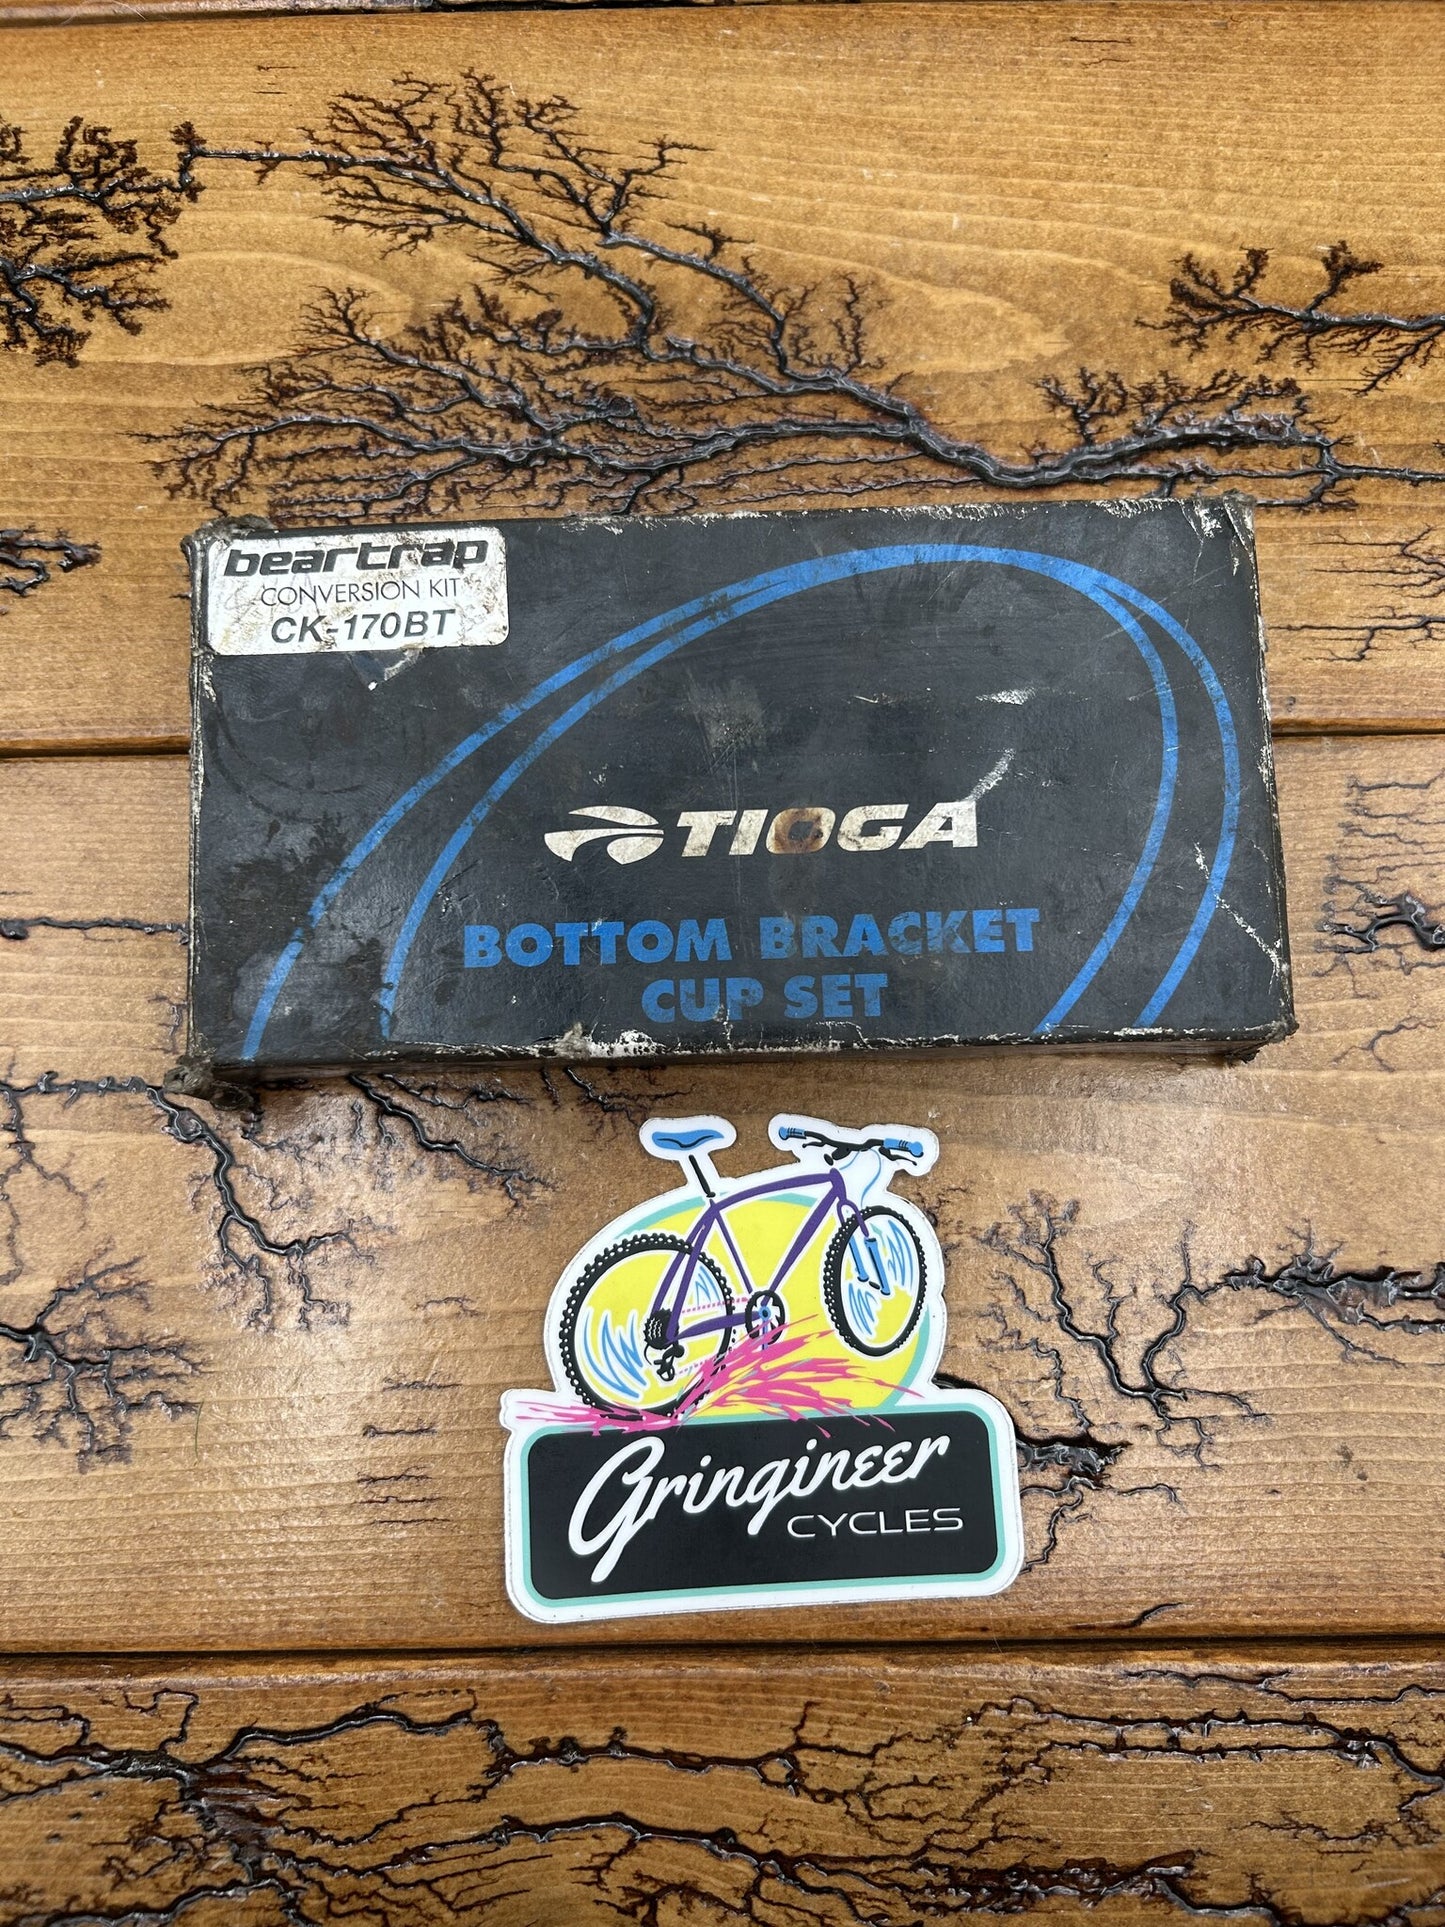 beartrap
CONVERSION KIT
CK-170BT
TIOGA
BOTTOM BRACKET
CUP SET
Gringineer
CYCLES